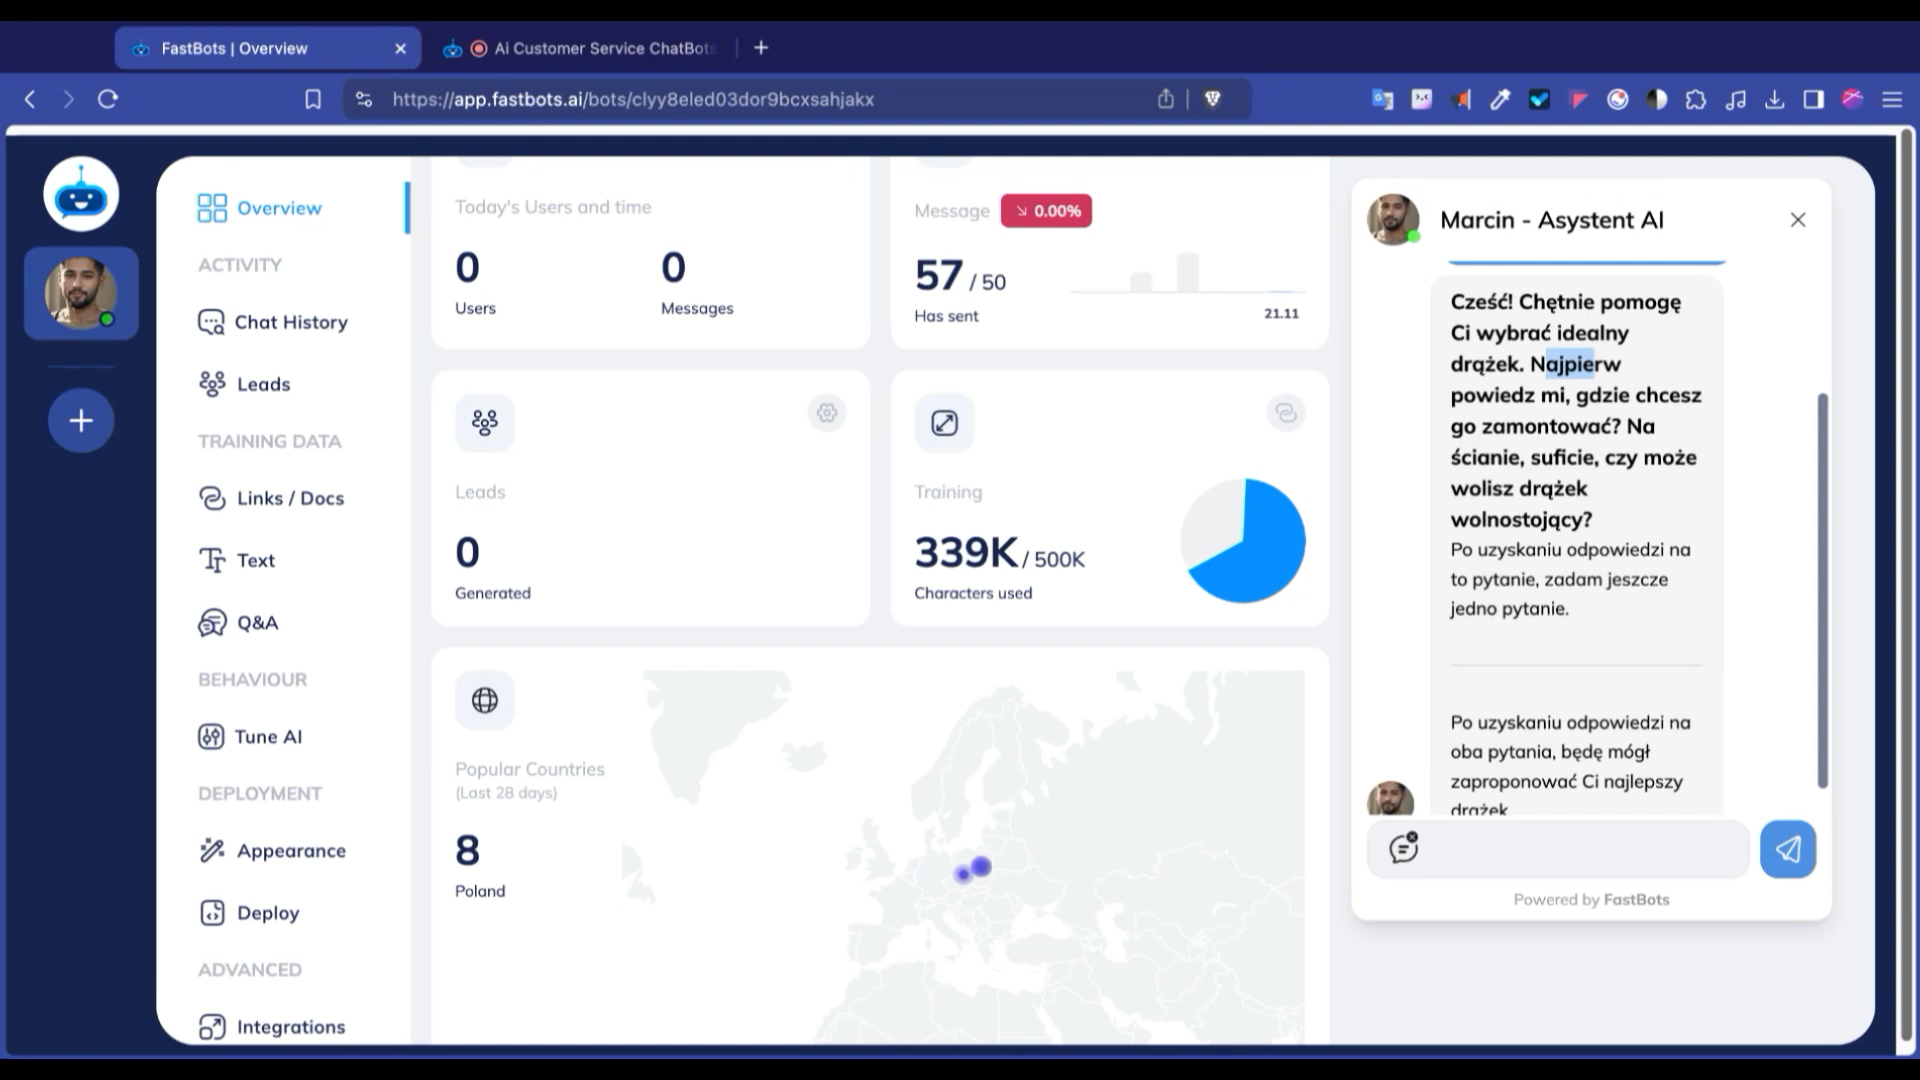 FastBots | Overview
Ai Customer Service ChatBots
https://app.fastbots.ai/bots/clyy8eled03dor9bcxsahjakx
Overview
ACTIVITY
Chat History
Leads
TRAINING DATA
Links / Docs
Text
Q&A
BEHAVIOUR
Tune AI
DEPLOYMENT
Appearance
Deploy
ADVANCED
Integrations
Today's Users and time
0
Users
0
Messages
Message
0.00%
57 / 50
Has sent
21.11
Leads
0
Generated
Training
339K / 500K
Characters used
Popular Countries
(Last 28 days)
8
Poland
Marcin - Asystent AI
Cześć! Chętnie pomogę
Ci wybrać idealny
drążek. Najpierw
powiedz mi, gdzie chcesz
go zamontować? Na
ścianie, suficie, czy może
wolisz drążek
wolnostojący?
Po uzyskaniu odpowiedzi na
to pytanie, zadam jeszcze
jedno pytanie.
Po uzyskaniu odpowiedzi na
oba pytania, będę mógł
zaproponować Ci najlepszy
drążek
Powered by FastBots